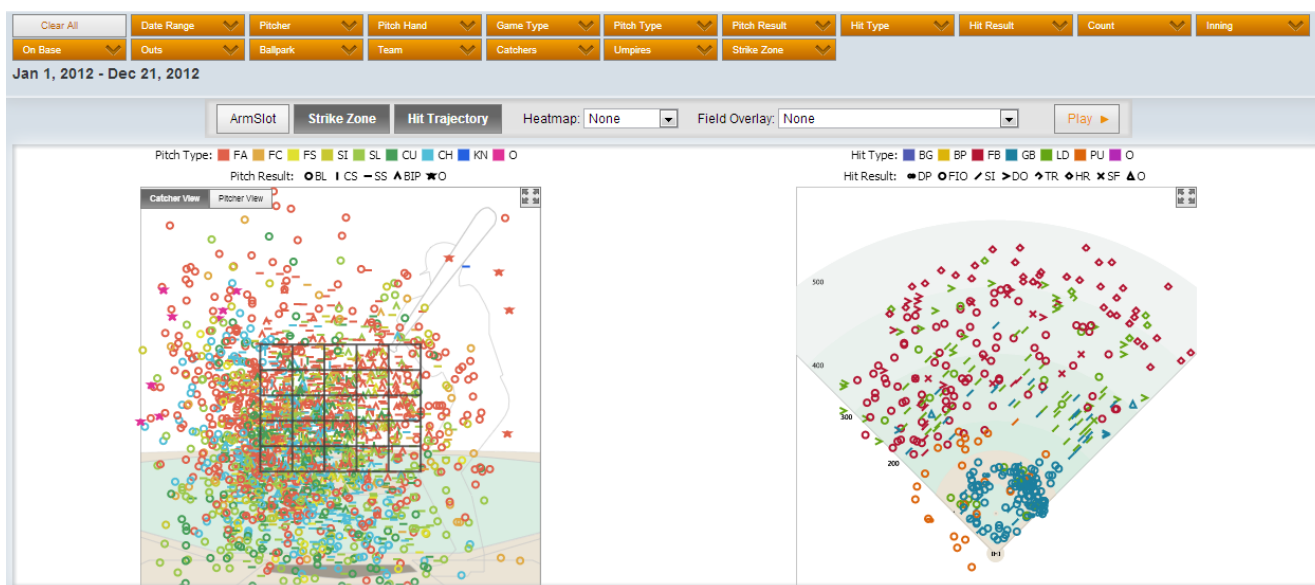 Clear All Date Range Pitcher Pitch Hand Game Type Pitch Type Pitch Result Hit Type Hit Result Count Inning
On Base Outs Ballpark Team Catchers Umpires Strike Zone
Jan 1, 2012 - Dec 21, 2012
ArmSlot Strike Zone Hit Trajectory Heatmap: None Field Overlay: None Play
Pitch Type: FA FC FS SI SL CU CH KN O
Pitch Result: BL CS SS BIP O
Catcher View Pitcher View
Hit Type: BG BP FB GB LD PU O
Hit Result: DP FIO SI DO TR HR SF O
500
400
300
200